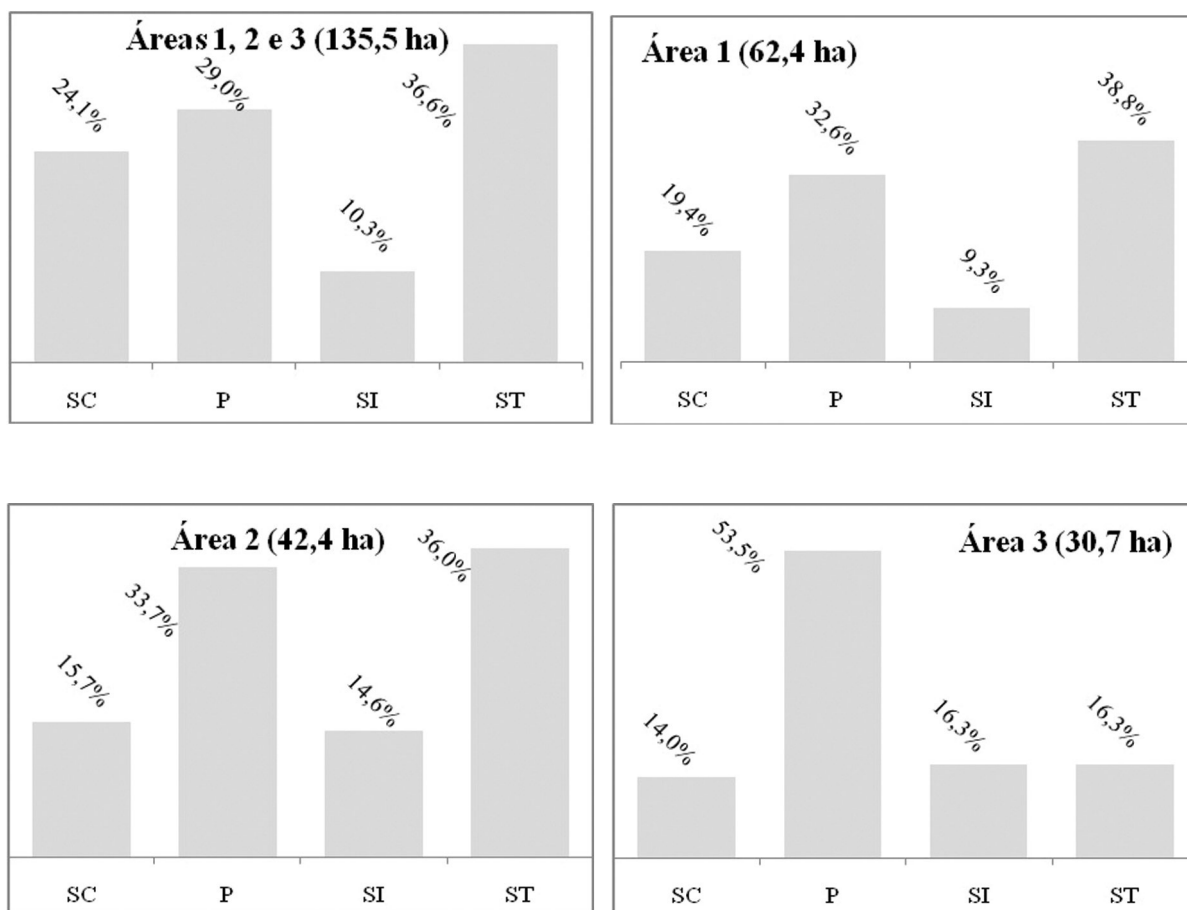 Áreas 1, 2 e 3 (135,5 ha)
24,1%
29,0%
10,3%
36,6%
SC P SI ST
Área 1 (62,4 ha)
19,4%
32,6%
9,3%
38,8%
SC P SI ST
Área 2 (42,4 ha)
15,7%
33,7%
14,6%
36,0%
SC P SI ST
Área 3 (30,7 ha)
14,0%
53,5%
16,3%
16,3%
SC P SI ST